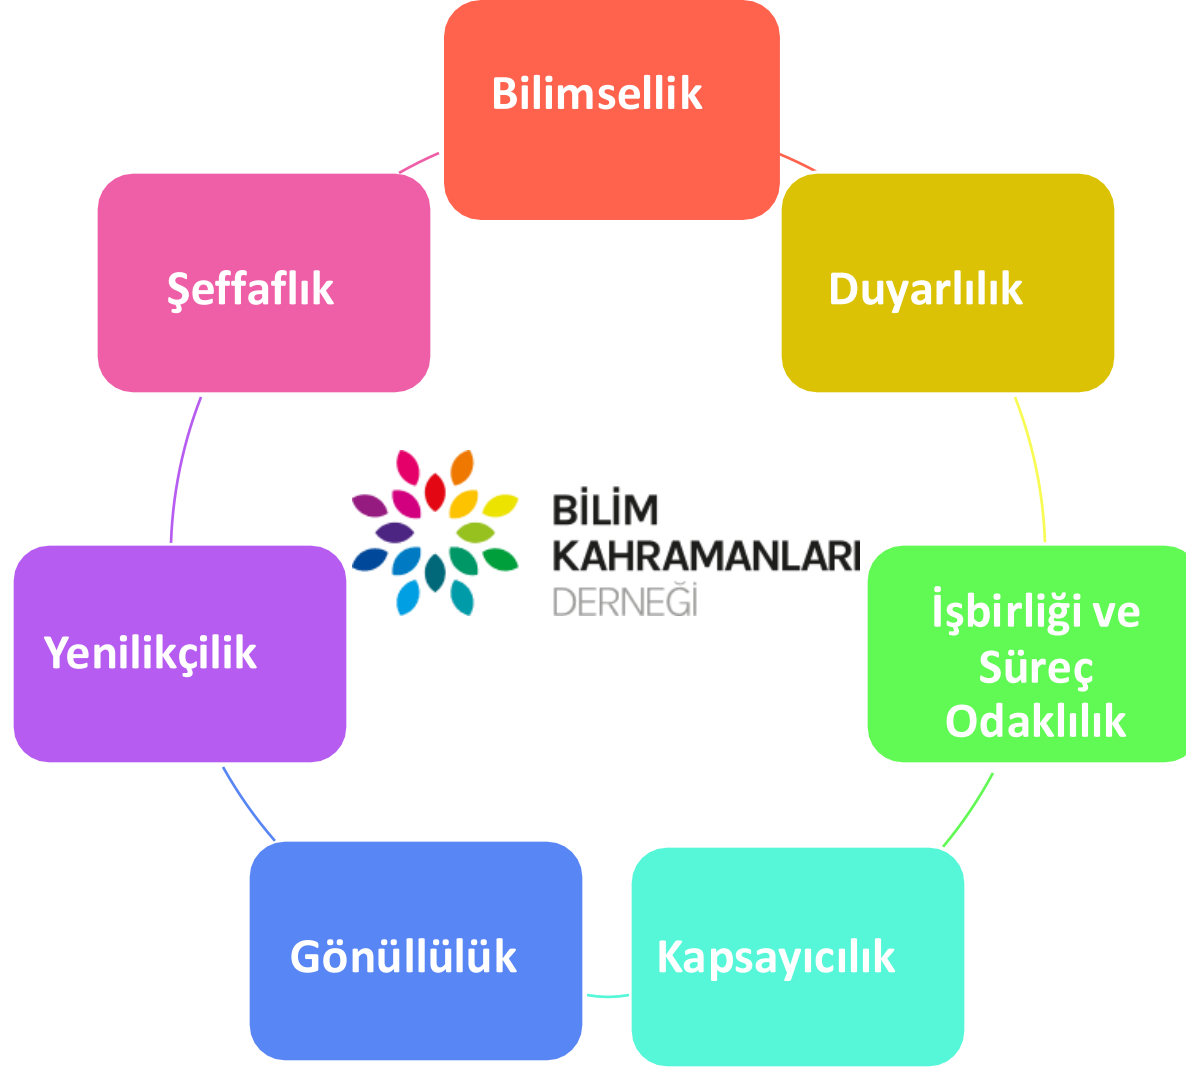 Bilimsellik
Şeffaflık
Duyarlılık
BİLİM
KAHRAMANLARI
DERNEĞİ
Yenilikçilik
İşbirliği ve
Süreç
Odaklılık
Gönüllülük
Kapsayıcılık